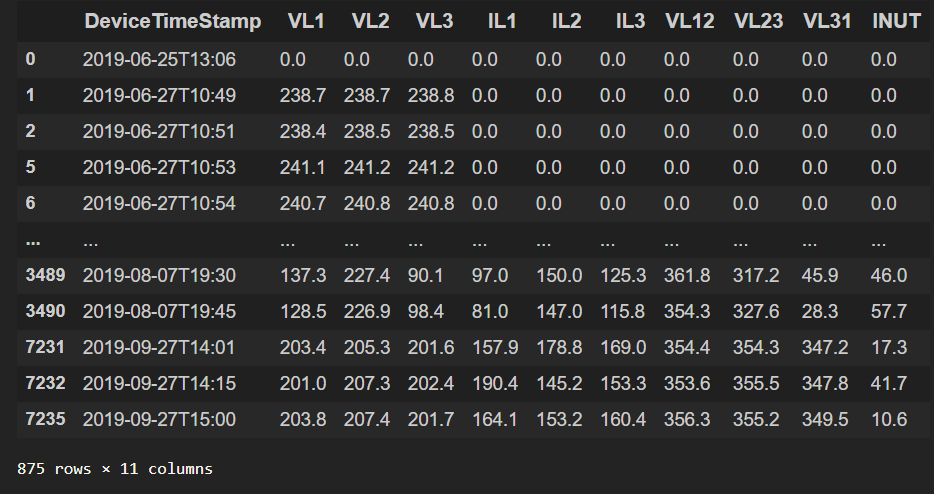 DeviceTimeStamp VL1 VL2 VL3 IL1 IL2 IL3 VL12 VL23 VL31 INUT
0 2019-06-25T13:06 0.0 0.0 0.0 0.0 0.0 0.0 0.0 0.0 0.0 0.0
1 2019-06-27T10:49 238.7 238.7 238.8 0.0 0.0 0.0 0.0 0.0 0.0 0.0
2 2019-06-27T10:51 238.4 238.5 238.5 0.0 0.0 0.0 0.0 0.0 0.0 0.0
5 2019-06-27T10:53 241.1 241.2 241.2 0.0 0.0 0.0 0.0 0.0 0.0 0.0
6 2019-06-27T10:54 240.7 240.8 240.8 0.0 0.0 0.0 0.0 0.0 0.0 0.0
... ... ... ... ... ... ... ... ... ... ... ...
3489 2019-08-07T19:30 137.3 227.4 90.1 97.0 150.0 125.3 361.8 317.2 45.9 46.0
3490 2019-08-07T19:45 128.5 226.9 98.4 81.0 147.0 115.8 354.3 327.6 28.3 57.7
7231 2019-09-27T14:01 203.4 205.3 201.6 157.9 178.8 169.0 354.4 354.3 347.2 17.3
7232 2019-09-27T14:15 201.0 207.3 202.4 190.4 145.2 153.3 353.6 355.5 347.8 41.7
7235 2019-09-27T15:00 203.8 207.4 201.7 164.1 153.2 160.4 356.3 355.2 349.5 10.6
875 rows × 11 columns